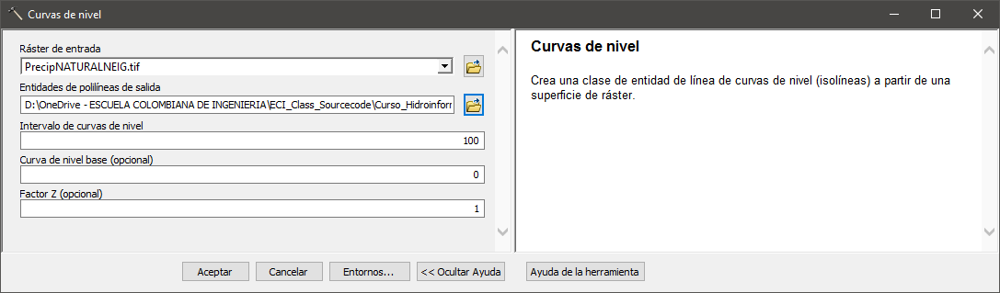 Curvas de nivel
Ráster de entrada
PrecipNATURALNEIG.tif
Entidades de polilíneas de salida
D:\OneDrive - ESCUELA COLOMBIANA DE INGENIERIA\ECI_Class_Sourcecode\Curso_Hidroinforr
Intervalo de curvas de nivel
100
Curva de nivel base (opcional)
0
Factor Z (opcional)
1
Curvas de nivel
Crea una clase de entidad de línea de curvas de nivel (isolíneas) a partir de una
superficie de ráster.
Aceptar
Cancelar
Entornos...
<< Ocultar Ayuda
Ayuda de la herramienta